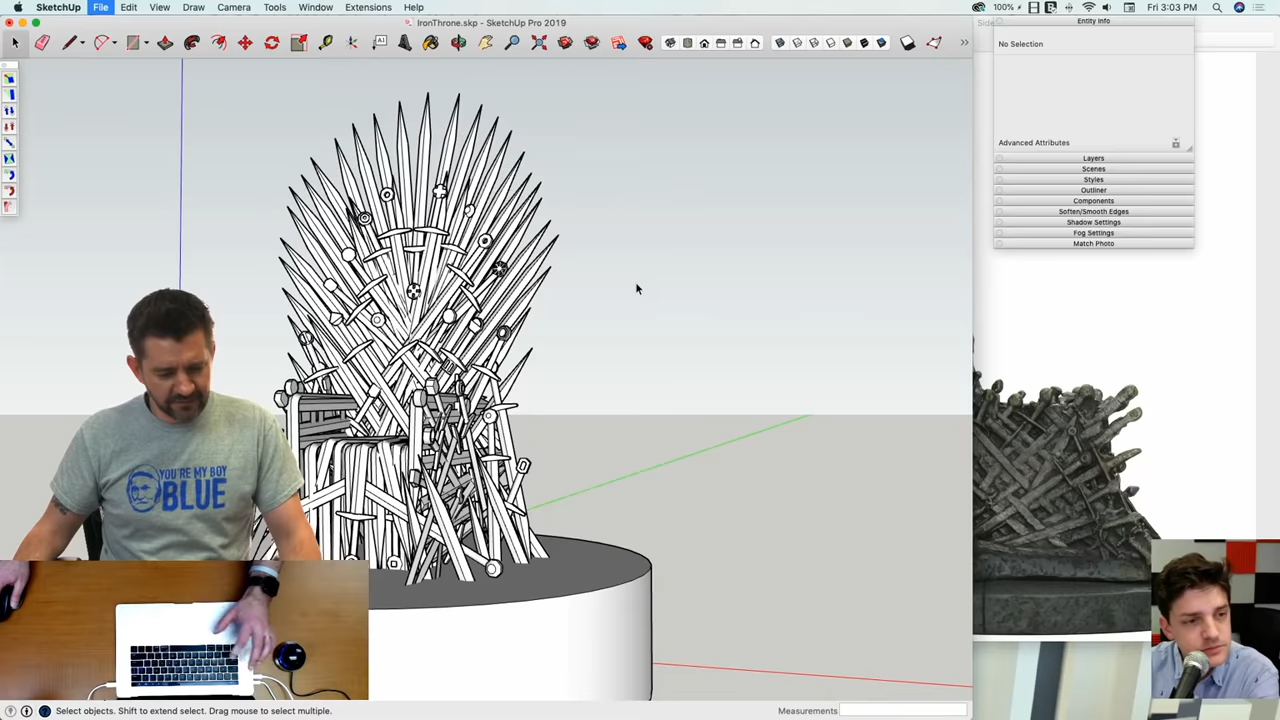 SketchUp File Edit View Draw Camera Tools Window Extensions Help
100% Fri 3:03 PM
IronThrone.skp - SketchUp Pro 2019
Side
Entity Info
No Selection
Advanced Attributes
Layers
Scenes
Styles
Outliner
Components
Soften/Smooth Edges
Shadow Settings
Fog Settings
Match Photo
YOU'RE MY BOY
BLUE
Select objects. Shift to extend select. Drag mouse to select multiple.
Measurements